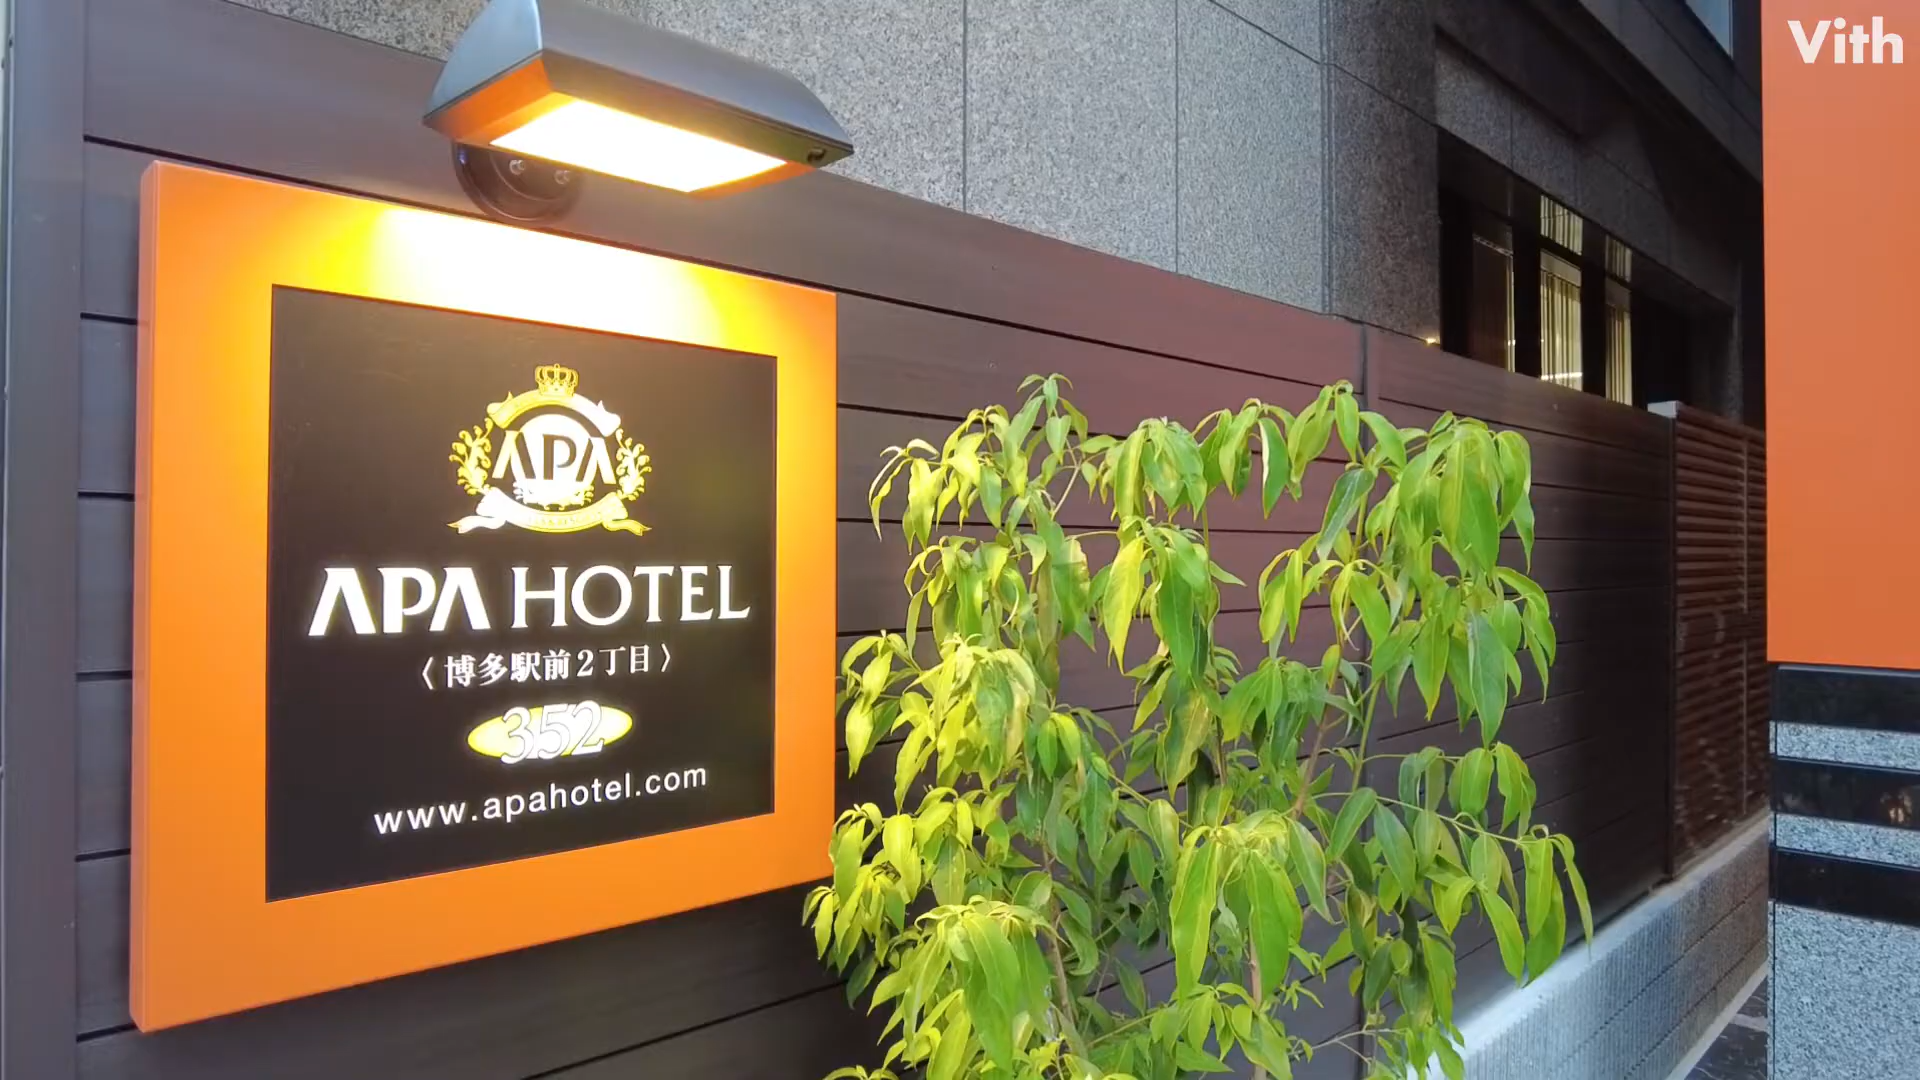 Vith
APA
APA HOTEL
〈博多駅前2丁目〉
352
www.apahotel.com